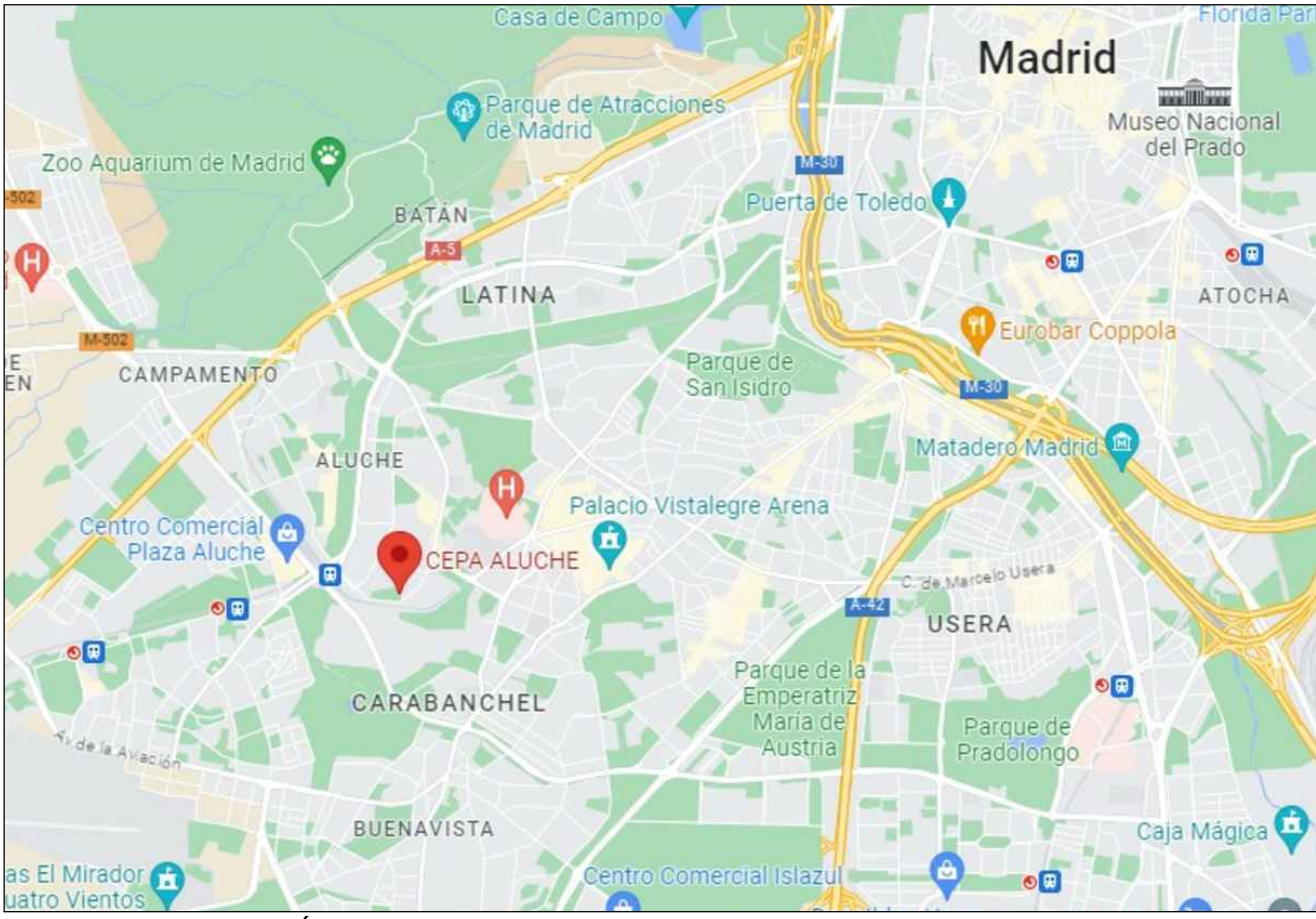 Casa de Campo
Florida Par
Madrid
Museo Nacional
del Prado
Parque de Atracciones
de Madrid
Zoo Aquarium de Madrid
M-30
-502
Puerta de Toledo
BATÁN
A-5
H
LATINA
ATOCHA
Eurobar Coppola
M-502
DE
EN
CAMPAMENTO
Parque de
San Isidro
M-30
Matadero Madrid
ALUCHE
H
Palacio Vistalegre Arena
Centro Comercial
Plaza Aluche
CEPA ALUCHE
C. de Marcelo Usera
A-42
USERA
Parque de la
Emperatriz
María de
Austria
CARABANCHEL
Parque de
Pradolongo
Av. de la Aviación
BUENAVISTA
Caja Mágica
as El Mirador
uatro Vientos
Centro Comercial Islazul